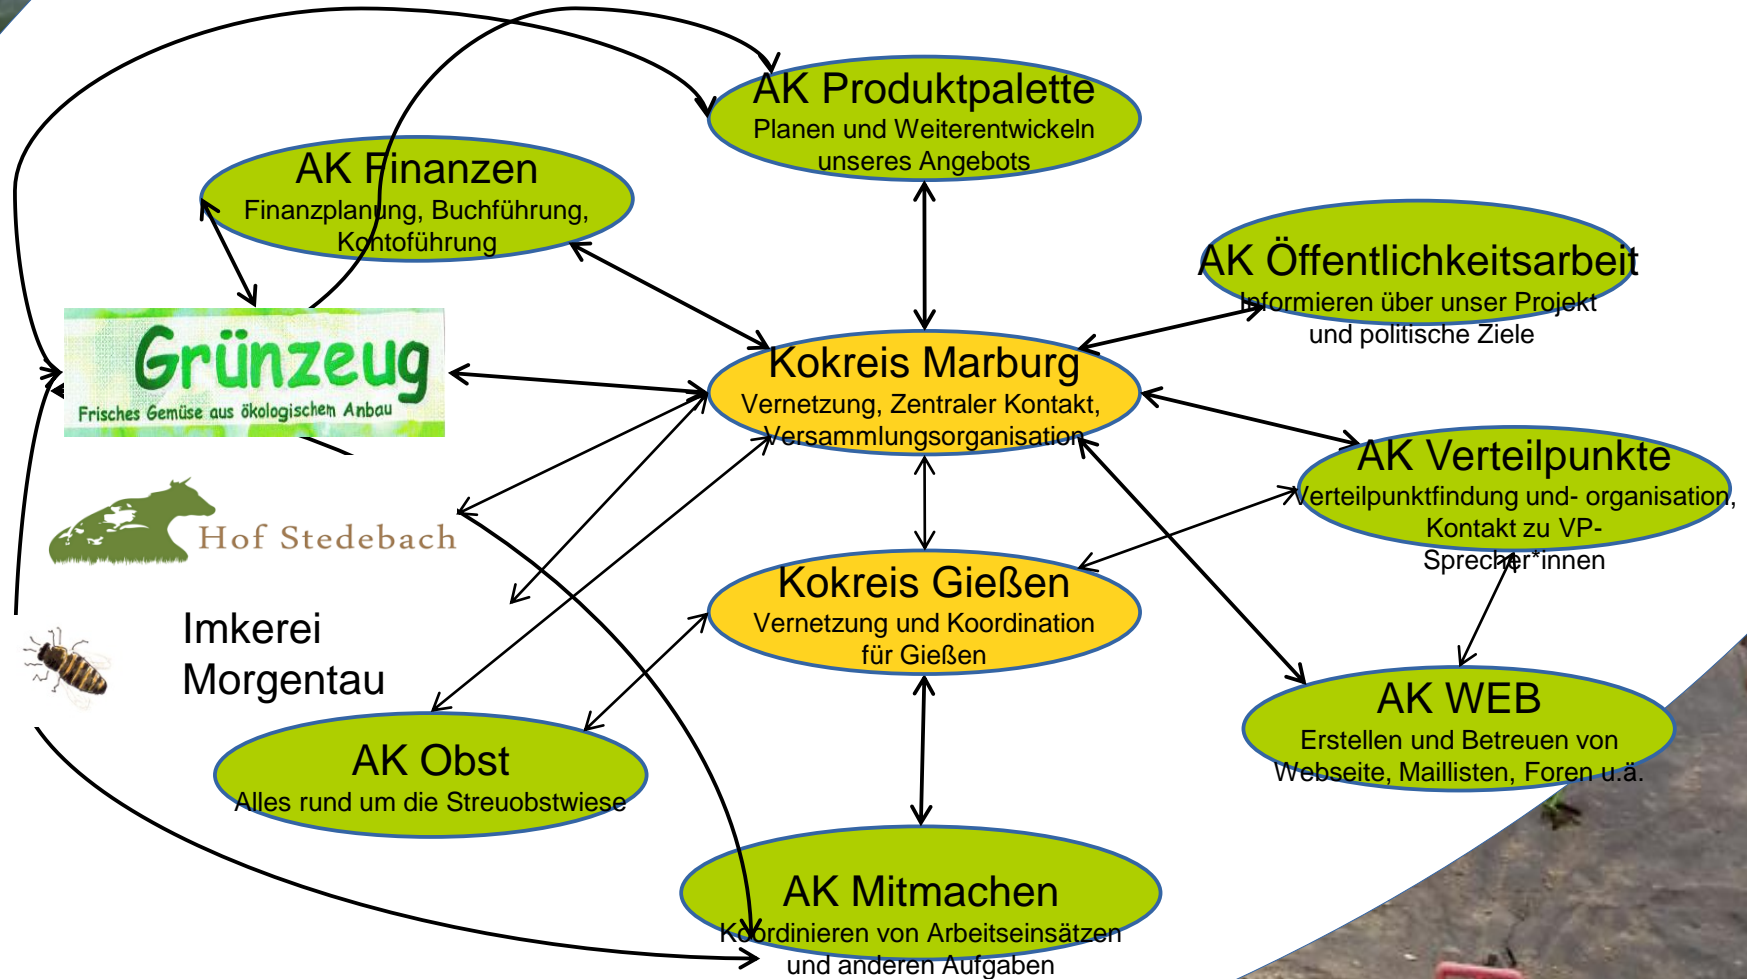 AK Produktpalette
Planen und Weiterentwickeln
unseres Angebots
AK Finanzen
Finanzplanung, Buchführung,
Kontoführung
AK Öffentlichkeitsarbeit
Informieren über unser Projekt
und politische Ziele
Grünzeug
Frisches Gemüse aus ökologischem Anbau
Kokreis Marburg
Vernetzung, Zentraler Kontakt,
Versammlungsorganisation
AK Verteilpunkte
Verteilpunktfindung und- organisation,
Kontakt zu VP-
Sprecher*innen
Hof Stedebach
Kokreis Gießen
Vernetzung und Koordination
für Gießen
Imkerei
Morgentau
AK WEB
Erstellen und Betreuen von
Webseite, Maillisten, Foren u.ä.
AK Obst
Alles rund um die Streuobstwiese
AK Mitmachen
Koordinieren von Arbeitseinsätzen
und anderen Aufgaben